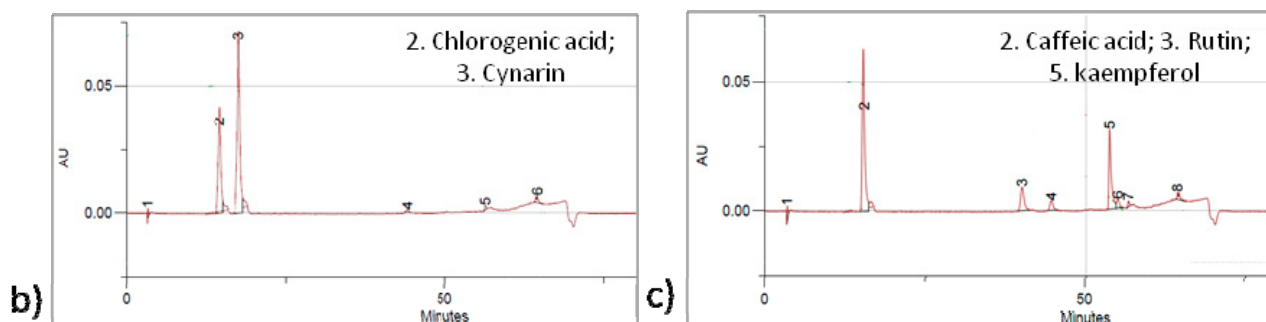 2. Chlorogenic acid;
3. Cynarin
0.05
0.00
AU
1
2
3
4
5
6
0
50
Minutes
b)
2. Caffeic acid; 3. Rutin;
5. kaempferol
0.05
0.00
AU
1
2
3
4
5
6
7
8
0
50
Minutes
c)